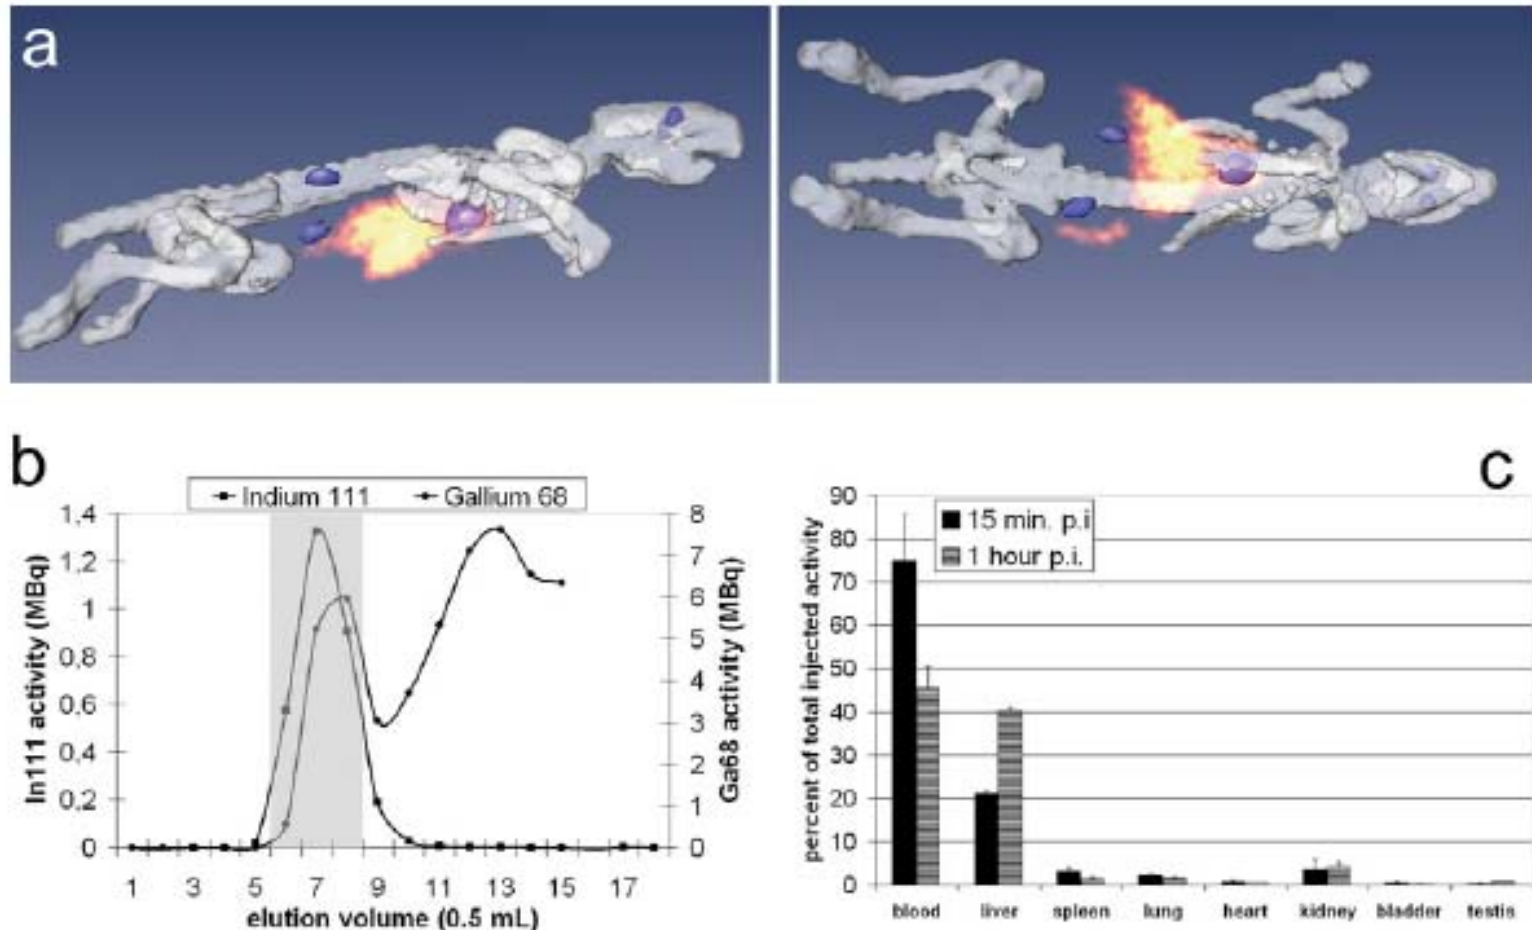 a
b
Indium 111 Gallium 68
1,4
1.2
1
0.8
0.6
0,4
0,2
0
In111 activity (MBq)
8
7
6
5
4
3
2
1
0
Ga68 activity (MBq)
1 3 5 7 9 11 13 15 17
elution volume (0.5 mL)
c
90
80
70
60
50
40
30
20
10
0
percent of total injected activity
15 min. p.i
1 hour p.i.
blood liver spleen lung heart kidney bladder testis